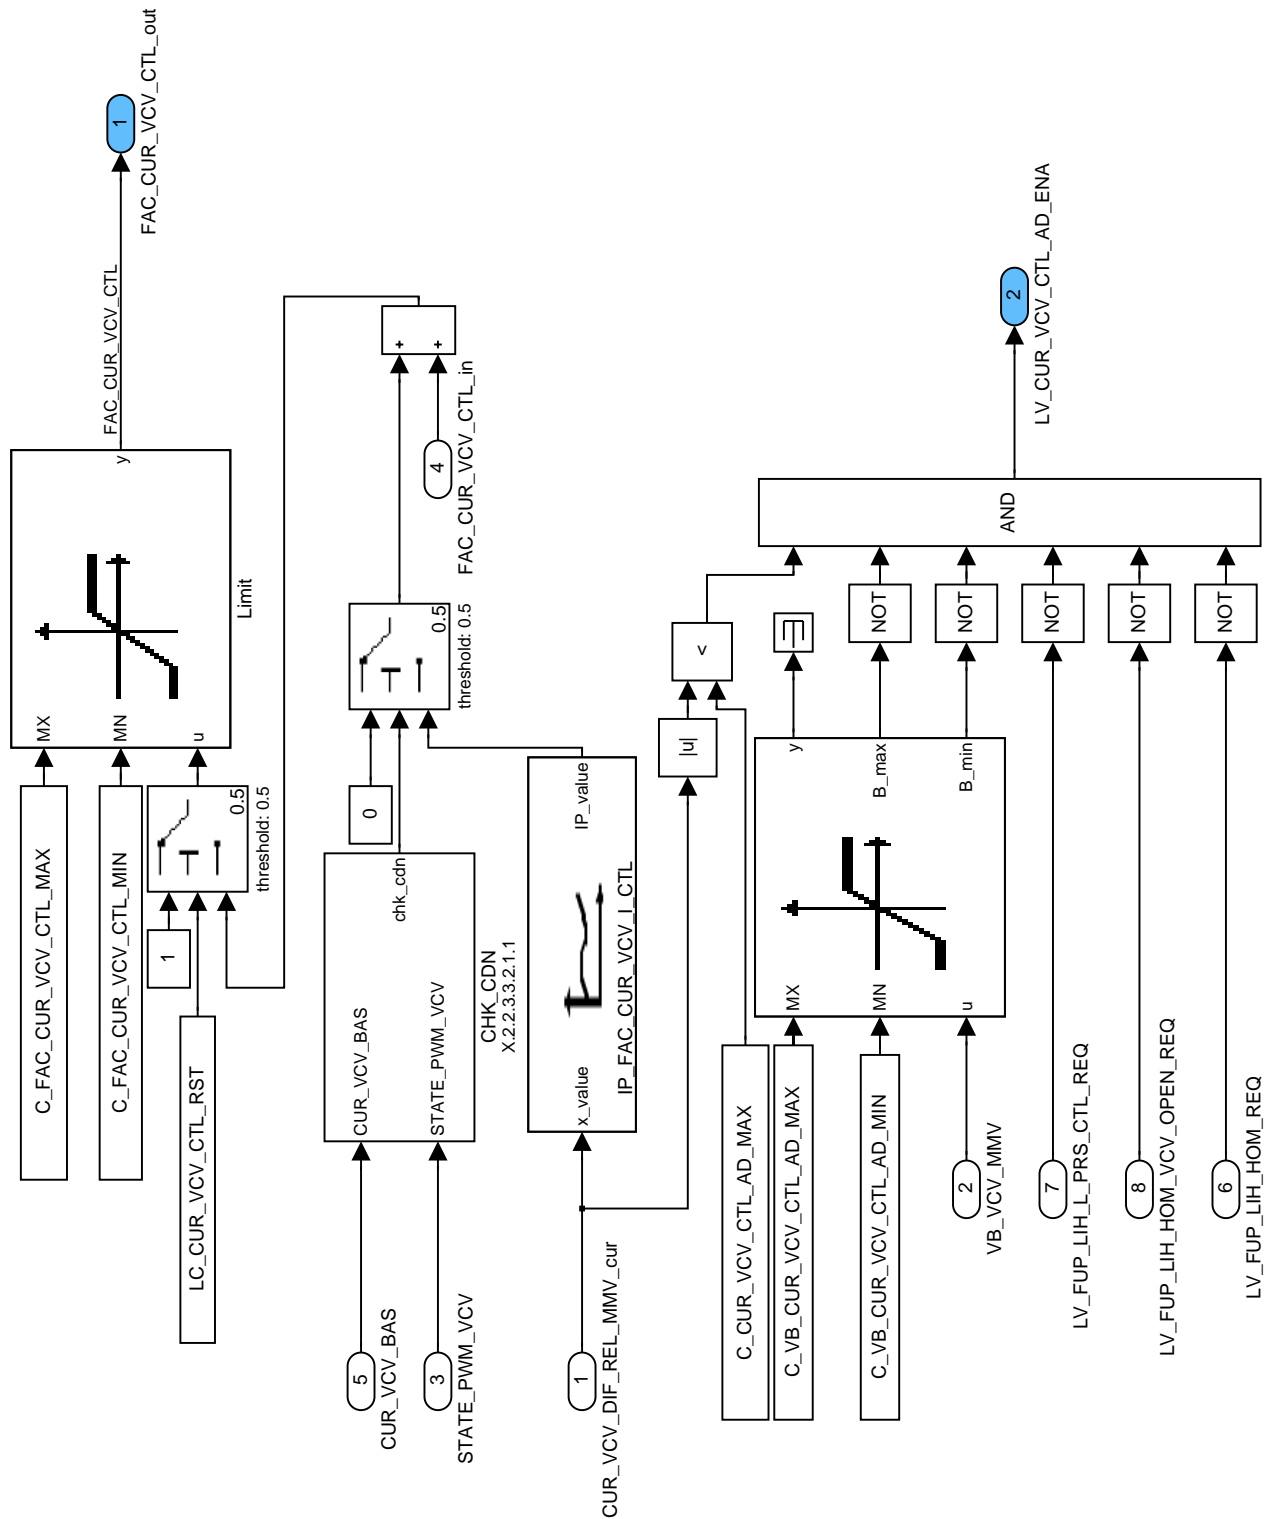 C_FAC_CUR_VCV_CTL_MAX
MX
C_FAC_CUR_VCV_CTL_MIN
MN
y
FAC_CUR_VCV_CTL
1
FAC_CUR_VCV_CTL_out
LC_CUR_VCV_CTL_RST
1
u
0.5
threshold: 0.5
Limit
5
CUR_VCV_BAS
CUR_VCV_BAS
chk_cdn
0
3
STATE_PWM_VCV
STATE_PWM_VCV
CHK_CDN
X.2.2.3.3.2.1.1
0.5
threshold: 0.5
+
+
4
FAC_CUR_VCV_CTL_in
1
CUR_VCV_DIF_REL_MMV_cur
x_value
IP_value
IP_FAC_CUR_VCV_I_CTL
|u|
<
C_CUR_VCV_CTL_AD_MAX
C_VB_CUR_VCV_CTL_AD_MAX
MX
y
C_VB_CUR_VCV_CTL_AD_MIN
MN
B_max
NOT
2
VB_VCV_MMV
u
B_min
NOT
AND
2
LV_CUR_VCV_CTL_AD_ENA
7
LV_FUP_LIH_L_PRS_CTL_REQ
NOT
8
LV_FUP_LIH_HOM_VCV_OPEN_REQ
NOT
6
LV_FUP_LIH_HOM_REQ
NOT